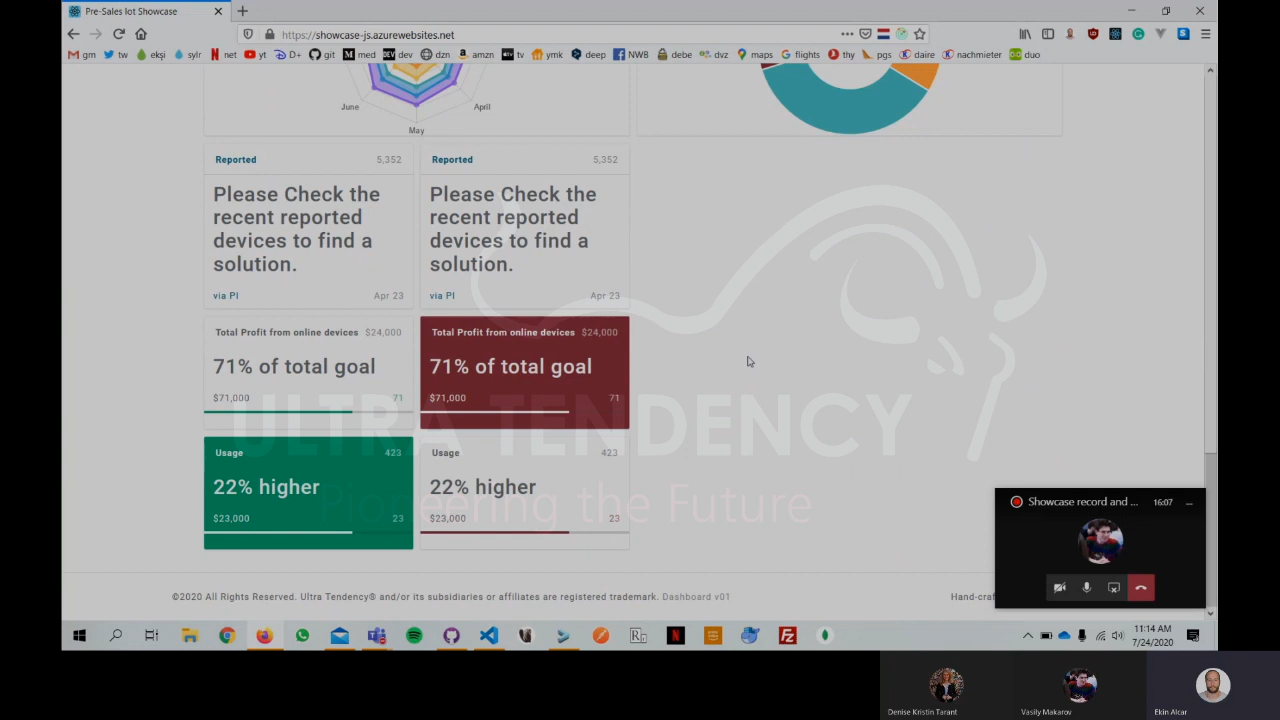 Pre-Sales Iot Showcase
https://showcase-js.azurewebsites.net
gm
tv
ekşi
sylr
net
yt
D+
git
med
dev
dzn
amzn
tv
ymk
deep
NWB
debe
dvz
maps
flights
thy
pgs
daire
nachmieter
duo
June
April
May
Reported 5,352
Please Check the
recent reported
devices to find a
solution.
via PI Apr 23
Reported 5,352
Please Check the
recent reported
devices to find a
solution.
via PI Apr 23
Total Profit from online devices $24,000
71% of total goal
$71,000 71
Total Profit from online devices $24,000
71% of total goal
$71,000 71
Usage 423
22% higher
$23,000 23
Usage 423
22% higher
$23,000 23
ULTRA TENDENCY
Pioneering the Future
©2020 All Rights Reserved. Ultra Tendency® and/or its subsidiaries or affiliates are registered trademark. Dashboard v01
Showcase record and ... 16:07
11:14 AM
7/24/2020
Denise Kristin Tarant
Vasily Makarov
Ekin Alcar